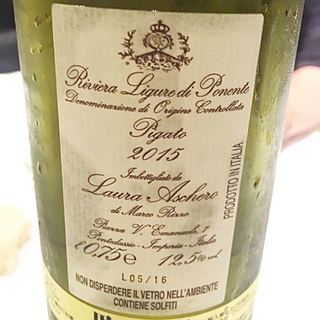 Riviera Ligure di Ponente
Denominazione di Origine Controllata
Pigato
2015
Imbottigliato da
Laura Aschero
di Marco Rizzo
Piazza V. Emanuele, 7
Pontedassio - Imperia - Italia
0,75 e 12,5% vol
L 05/16
NON DISPERDERE IL VETRO NELL'AMBIENTE
CONTIENE SOLFITI
PRODOTTO IN ITALIA